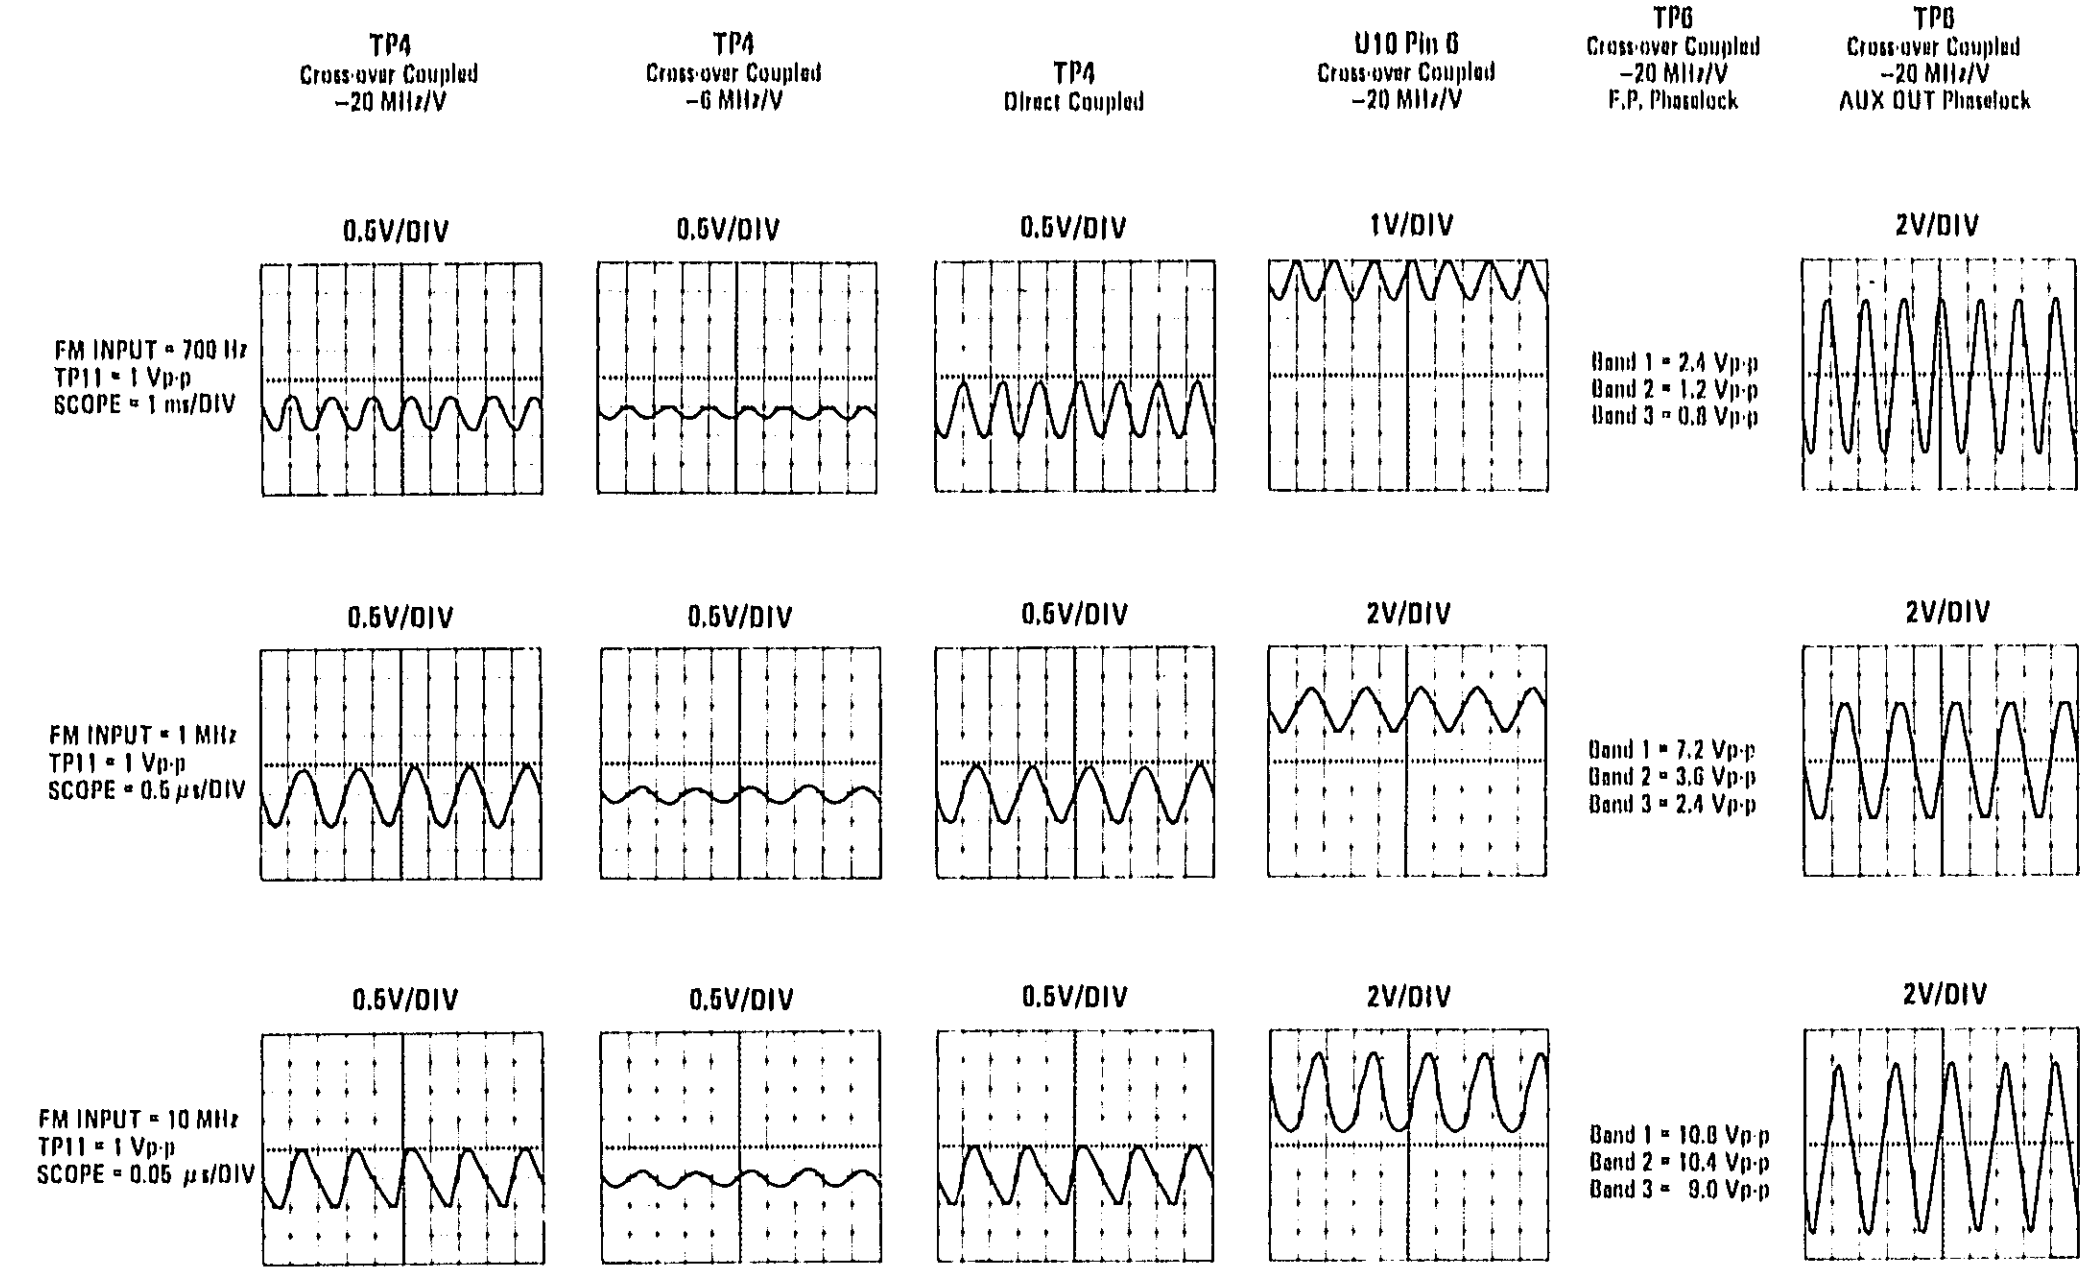 TP4
Cross-over Coupled
−20 MHz/V
TP4
Cross-over Coupled
−6 MHz/V
TP4
Direct Coupled
U10 Pin 6
Cross-over Coupled
−20 MHz/V
TP6
Cross-over Coupled
−20 MHz/V
F.P. Phaselock
TP6
Cross-over Coupled
−20 MHz/V
AUX OUT Phaselock
0.5V/DIV
0.5V/DIV
0.5V/DIV
1V/DIV
2V/DIV
FM INPUT = 700 Hz
TP11 = 1 Vp-p
SCOPE = 1 ms/DIV
Band 1 = 2.4 Vp-p
Band 2 = 1.2 Vp-p
Band 3 = 0.8 Vp-p
0.5V/DIV
0.5V/DIV
0.5V/DIV
2V/DIV
2V/DIV
FM INPUT = 1 MHz
TP11 = 1 Vp-p
SCOPE = 0.5 μs/DIV
Band 1 = 7.2 Vp-p
Band 2 = 3.6 Vp-p
Band 3 = 2.4 Vp-p
0.5V/DIV
0.5V/DIV
0.5V/DIV
2V/DIV
2V/DIV
FM INPUT = 10 MHz
TP11 = 1 Vp-p
SCOPE = 0.05 μs/DIV
Band 1 = 10.8 Vp-p
Band 2 = 10.4 Vp-p
Band 3 = 9.0 Vp-p